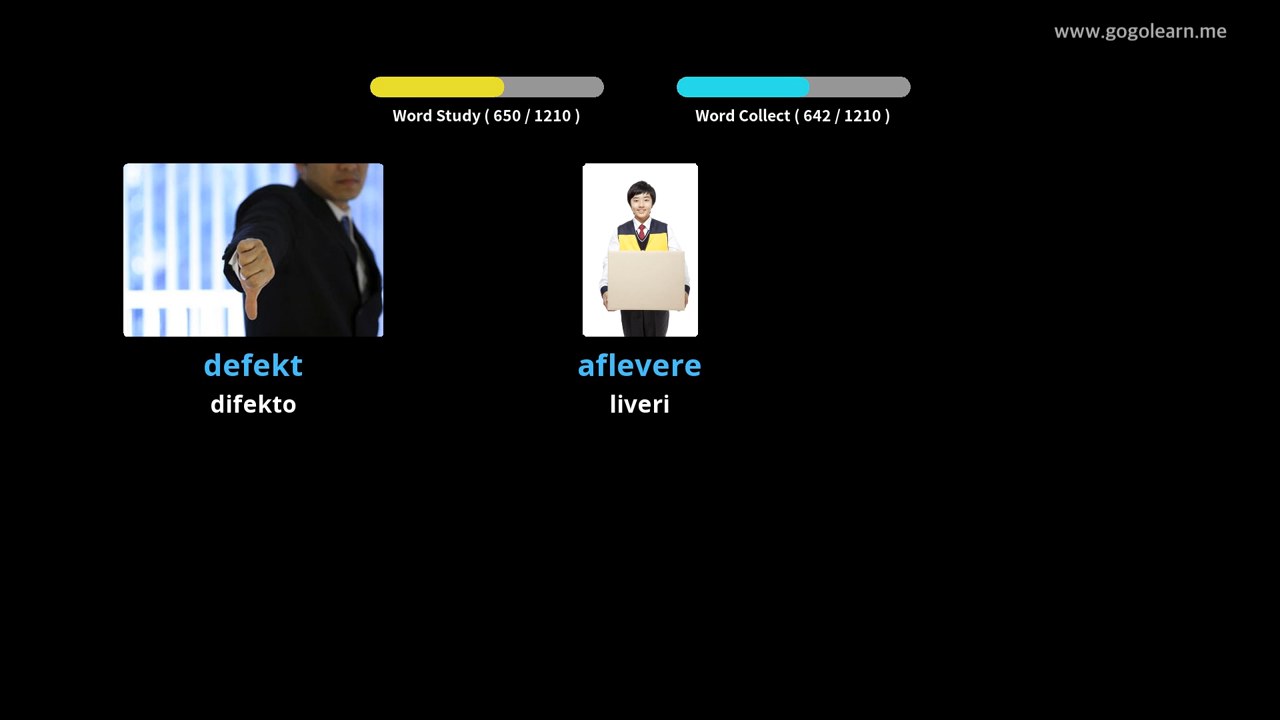 www.gogolearn.me
Word Study ( 650 / 1210 )
Word Collect ( 642 / 1210 )
defekt
difekto
aflevere
liveri